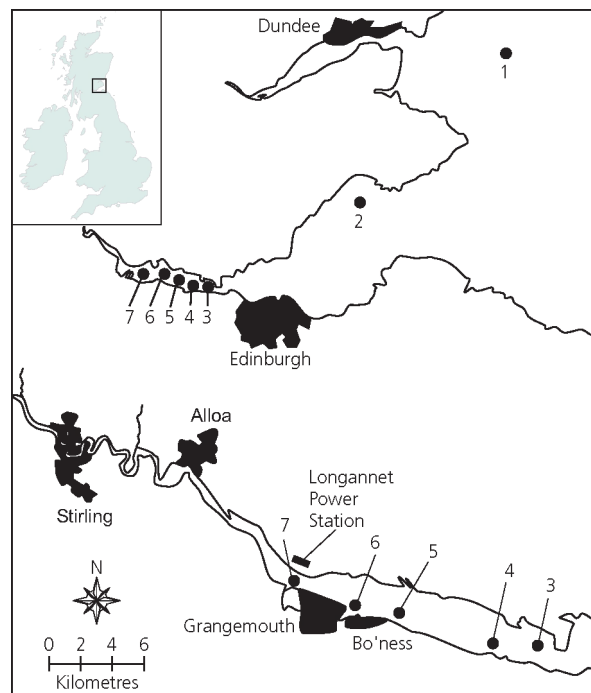 Dundee
1
2
7 6 5 4 3
Edinburgh
Alloa
Stirling
Longannet
Power
Station
7
6
5
4
3
N
Grangemouth
Bo'ness
0 2 4 6
Kilometres